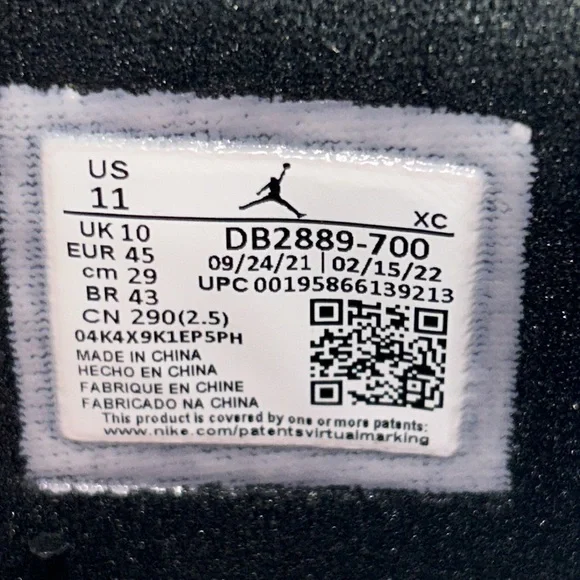 US
11
XC
UK 10
EUR 45
cm 29
BR 43
CN 290(2.5)
DB2889-700
09/24/21 | 02/15/22
UPC 00195866139213
04K4X9K1EP5PH
MADE IN CHINA
HECHO EN CHINA
FABRIQUE EN CHINE
FABRICADO NA CHINA
This product is covered by one or more patents:
www.nike.com/patentsvirtualmarking